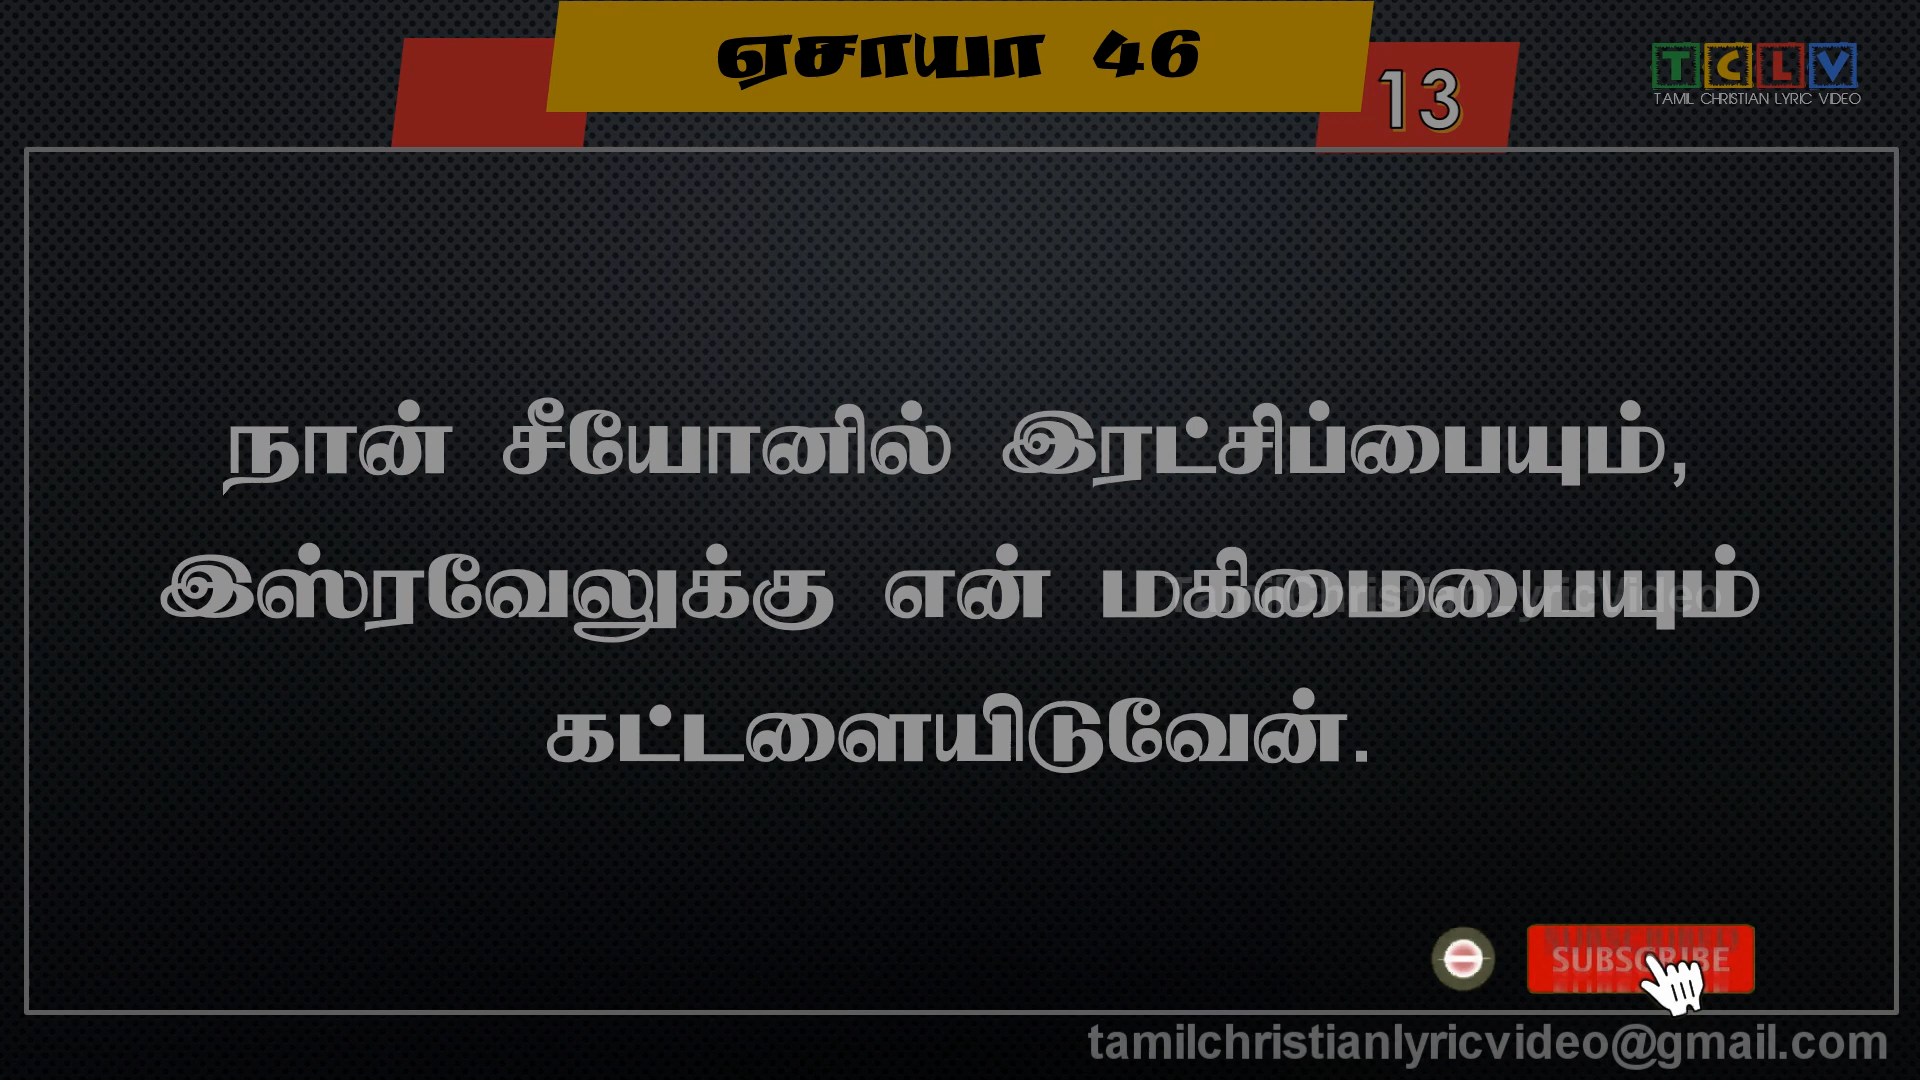 ஏசாயா 46
13
TCLV
TAMIL CHRISTIAN LYRIC VIDEO
நான் சீயோனில் இரட்சிப்பையும்,
இஸ்ரவேலுக்கு என் மகிமையையும்
TamilChristianLyricVideo
கட்டளையிடுவேன்.
SUBSCRIBE
tamilchristianlyricvideo@gmail.com